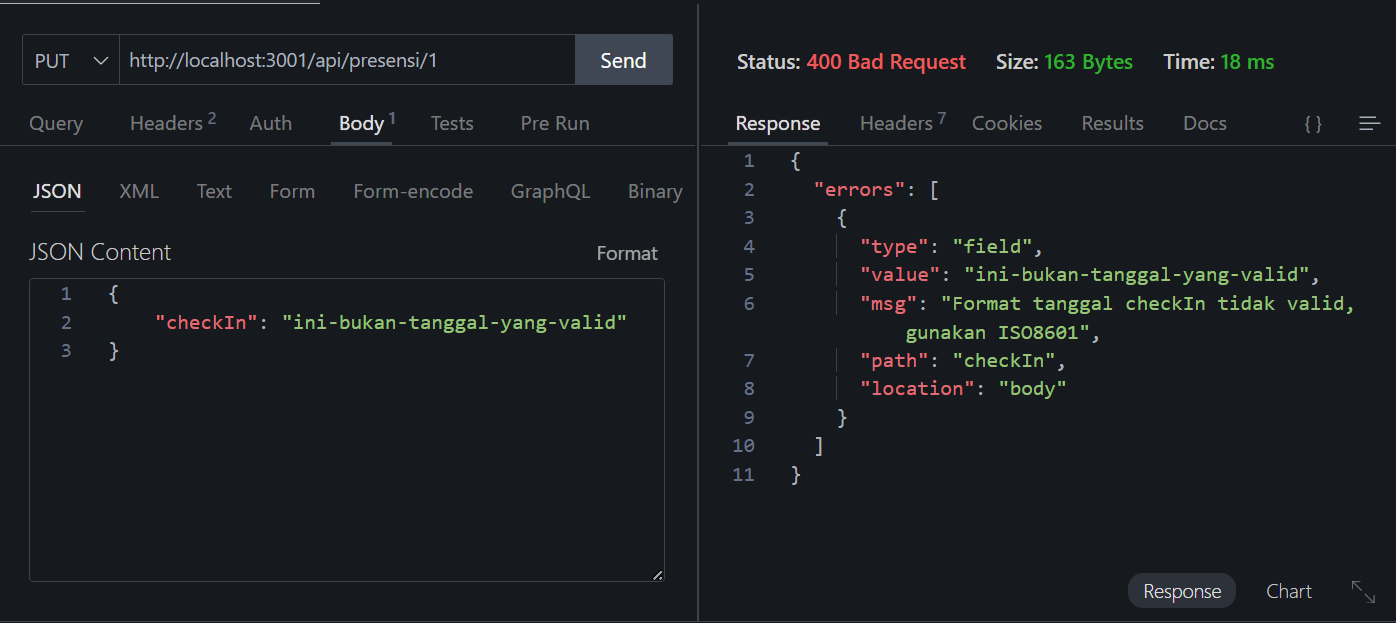 PUT http://localhost:3001/api/presensi/1 Send
Query Headers 2 Auth Body 1 Tests Pre Run
JSON XML Text Form Form-encode GraphQL Binary
JSON Content Format
1 {
2 "checkIn": "ini-bukan-tanggal-yang-valid"
3 }
Status: 400 Bad Request Size: 163 Bytes Time: 18 ms
Response Headers 7 Cookies Results Docs { }
1 {
2 "errors": [
3 {
4 "type": "field",
5 "value": "ini-bukan-tanggal-yang-valid",
6 "msg": "Format tanggal checkIn tidak valid,
gunakan ISO8601",
7 "path": "checkIn",
8 "location": "body"
9 }
10 ]
11 }
Response Chart